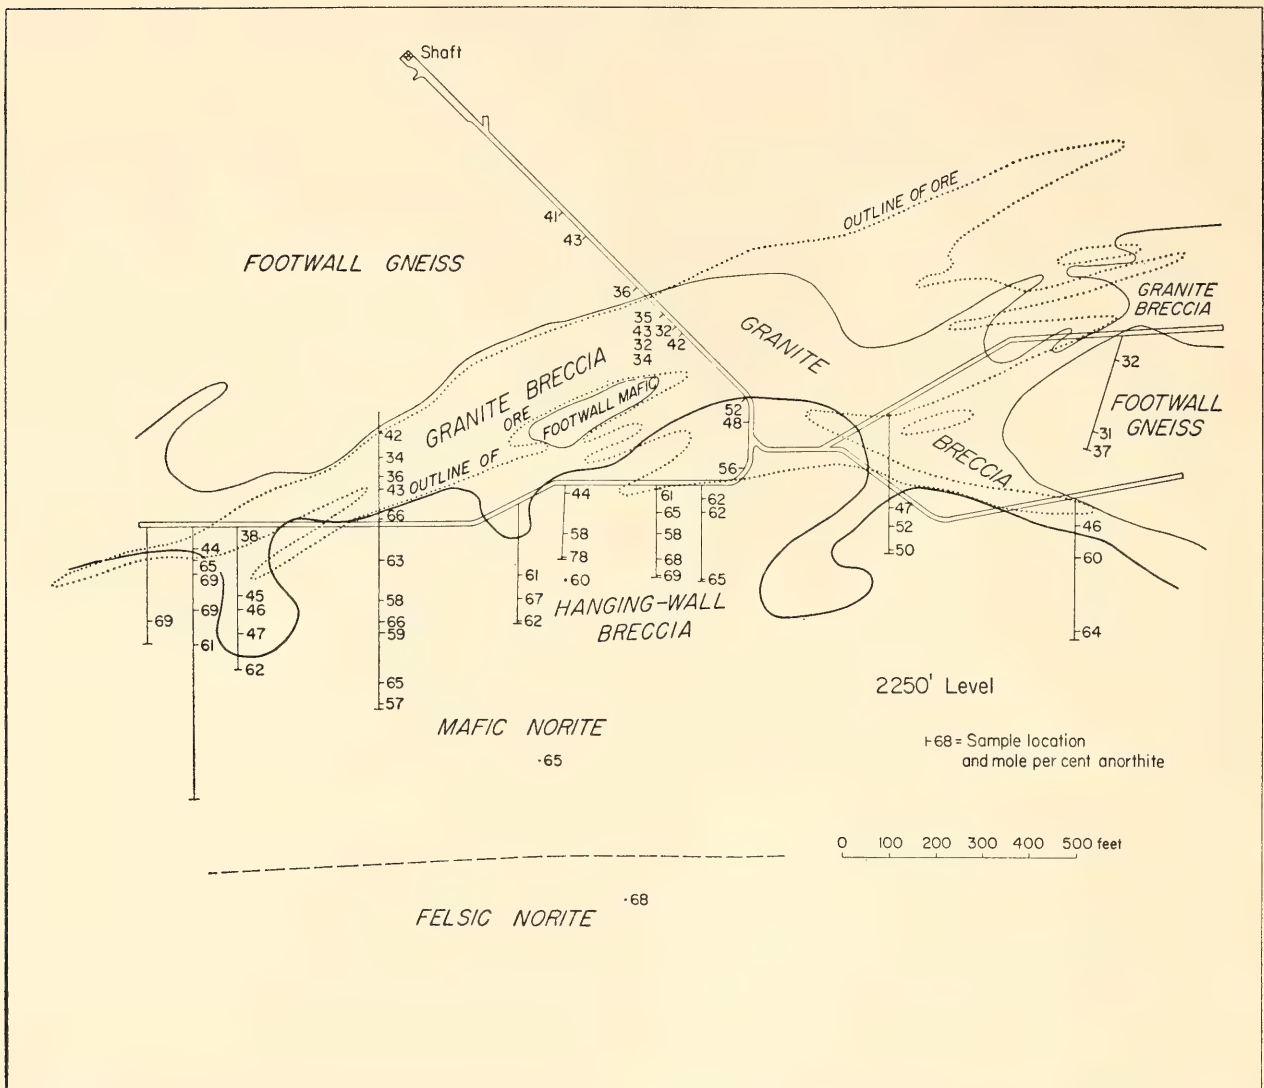 Shaft
OUTLINE OF ORE
41
43
FOOTWALL GNEISS
36
GRANITE
BRECCIA
35
43 32
32 42
34
GRANITE
32
GRANITE BRECCIA
ORE
FOOTWALL MAFIC
FOOTWALL
GNEISS
52
48
42
34
36
43
OUTLINE OF
BRECCIA
31
37
56
44
61
65
62
62
66
47
52
50
46
38
44
65
69
63
58
78
58
68
69
65
60
·60
61
67
62
HANGING-WALL
BRECCIA
45
46
47
62
69
61
69
58
66
59
64
65
57
2250' Level
MAFIC NORITE
·65
⊢68 = Sample location
and mole per cent anorthite
0 100 200 300 400 500 feet
·68
FELSIC NORITE